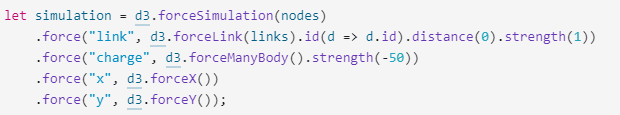 let simulation = d3.forceSimulation(nodes)
    .force("link", d3.forceLink(links).id(d => d.id).distance(0).strength(1))
    .force("charge", d3.forceManyBody().strength(-50))
    .force("x", d3.forceX())
    .force("y", d3.forceY());